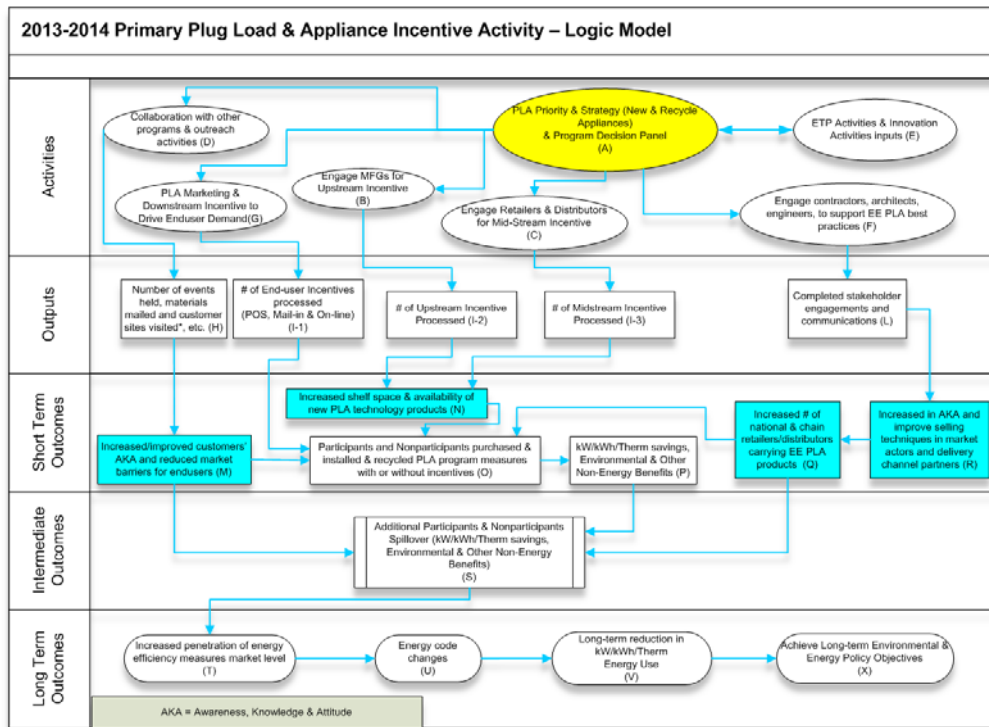 2013-2014 Primary Plug Load & Appliance Incentive Activity – Logic Model
Activities
Collaboration with other
programs & outreach
activities (D)
PLA Priority & Strategy (New & Recycle
Appliances)
& Program Decision Panel
(A)
ETP Activities & Innovation
Activities inputs (E)
PLA Marketing &
Downstream Incentive to
Drive Enduser Demand(G)
Engage MFGs for
Upstream Incentive
(B)
Engage Retailers & Distributors
for Mid-Stream Incentive
(C)
Engage contractors, architects,
engineers, to support EE PLA best
practices (F)
Outputs
Number of events
held, materials
mailed and customer
sites visited*, etc. (H)
# of End-user Incentives
processed
(POS, Mail-in & On-line)
(I-1)
# of Upstream Incentive
Processed (I-2)
# of Midstream Incentive
Processed (I-3)
Completed stakeholder
engagements and
communications (L)
Short Term
Outcomes
Increased shelf space & availability of
new PLA technology products (N)
Increased/improved customers'
AKA and reduced market
barriers for endusers (M)
Participants and Nonparticipants purchased &
installed & recycled PLA program measures
with or without incentives (O)
kW/kWh/Therm savings,
Environmental & Other
Non-Energy Benefits (P)
Increased # of
national & chain
retailers/distributors
carrying EE PLA
products (Q)
Increased in AKA and
improve selling
techniques in market
actors and delivery
channel partners (R)
Intermediate
Outcomes
Additional Participants & Nonparticipants
Spillover (kW/kWh/Therm savings,
Environmental & Other Non-Energy
Benefits)
(S)
Long Term
Outcomes
Increased penetration of energy
efficiency measures market level
(T)
Energy code
changes
(U)
Long-term reduction in
kW/kWh/Therm
Energy Use
(V)
Achieve Long-term Environmental &
Energy Policy Objectives
(X)
AKA = Awareness, Knowledge & Attitude